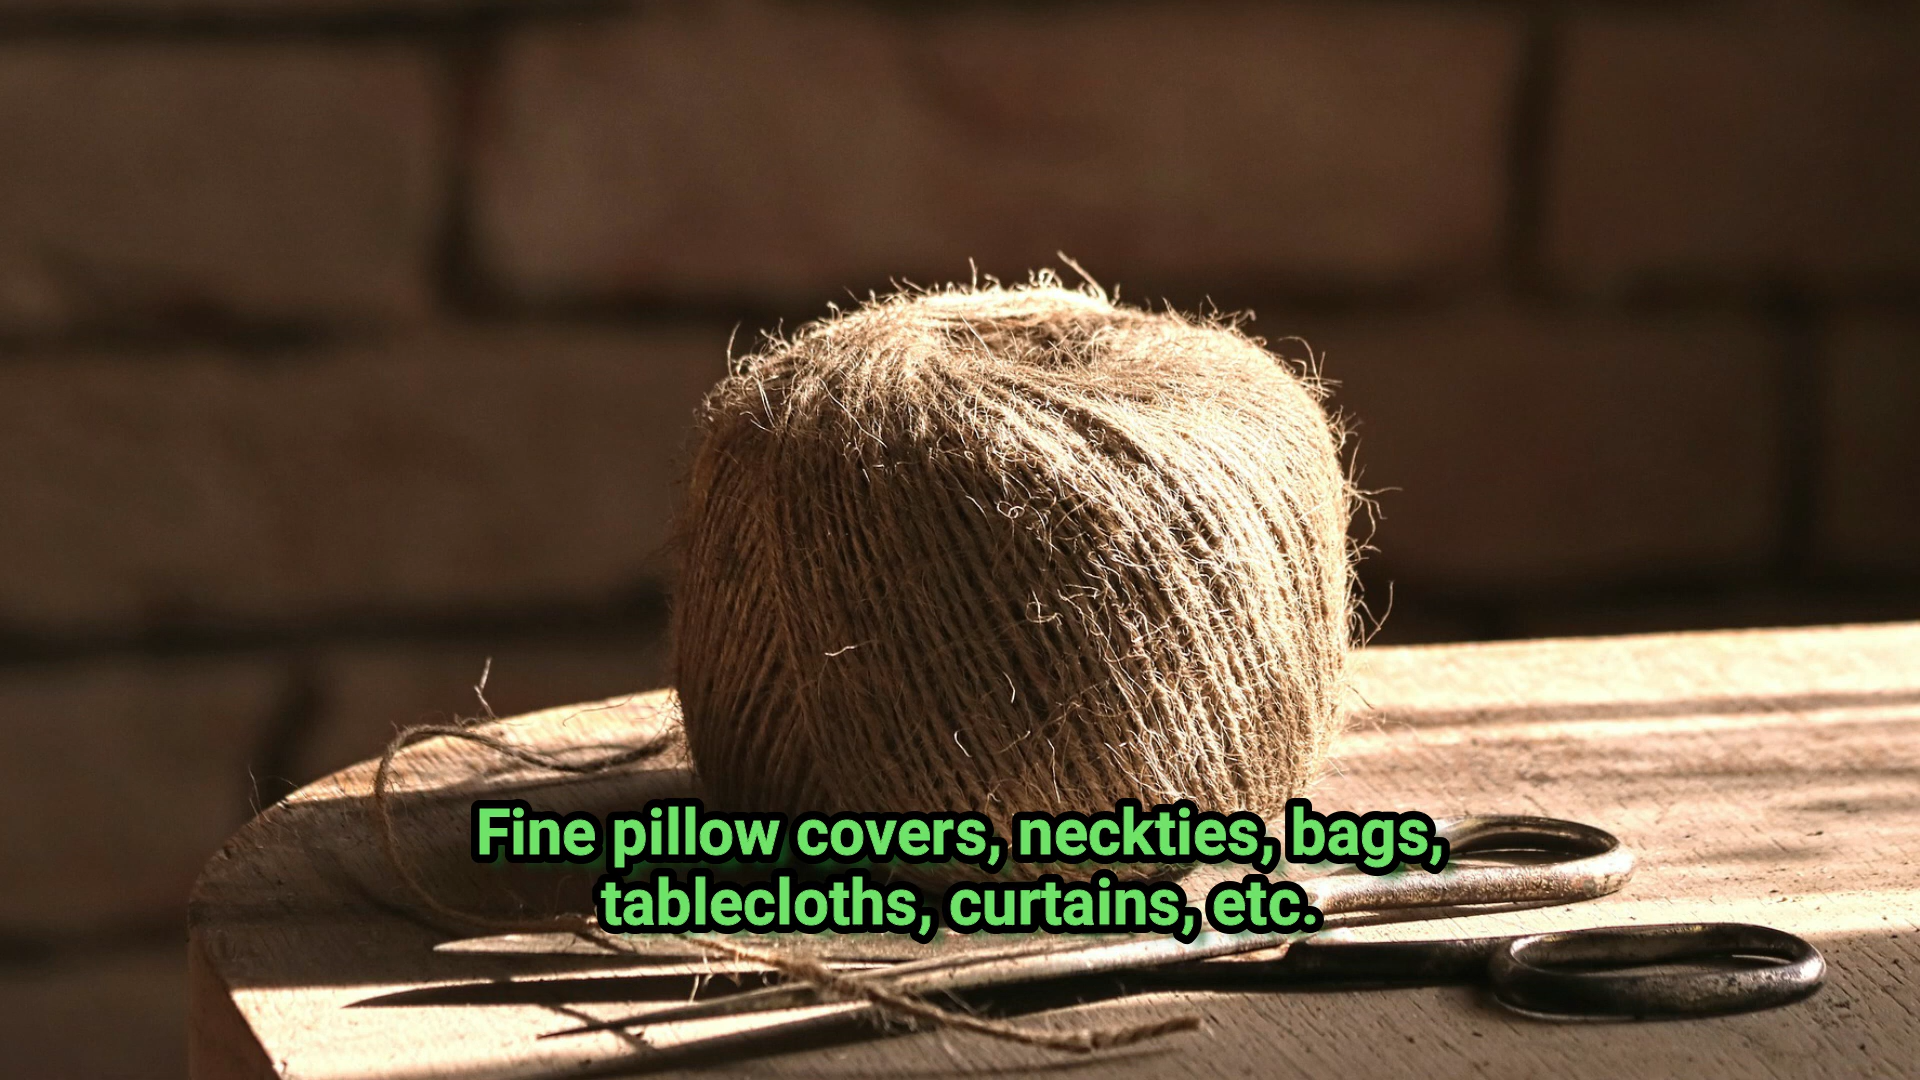 Fine pillow covers, neckties, bags,
tablecloths, curtains, etc.